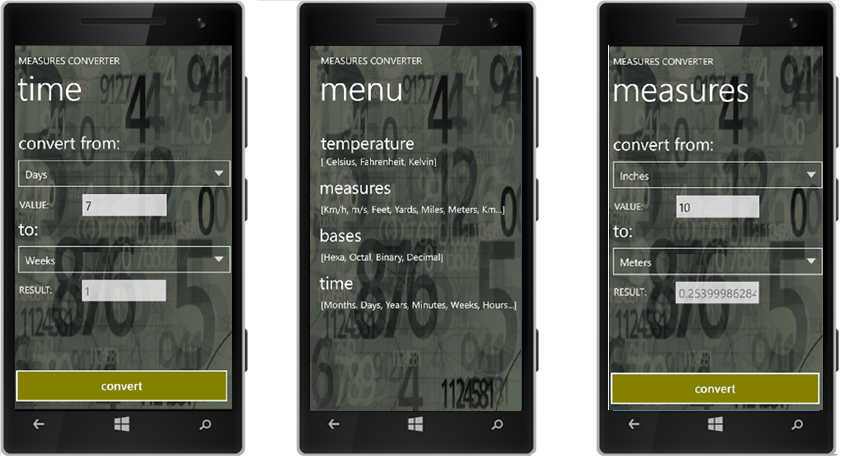 MEASURES CONVERTER
time
convert from:
Days
VALUE: 7
to:
Weeks
RESULT: 1
convert
MEASURES CONVERTER
menu
temperature
[ Celsius, Fahrenheit, Kelvin]
measures
[Km/h, m/s, Feet, Yards, Miles, Meters, Km...]
bases
[Hexa, Octal, Binary, Decimal]
time
[Months, Days, Years, Minutes, Weeks, Hours...]
1124581
MEASURES CONVERTER
measures
convert from:
Inches
VALUE: 10
to:
Meters
RESULT: 0.25399986284
convert